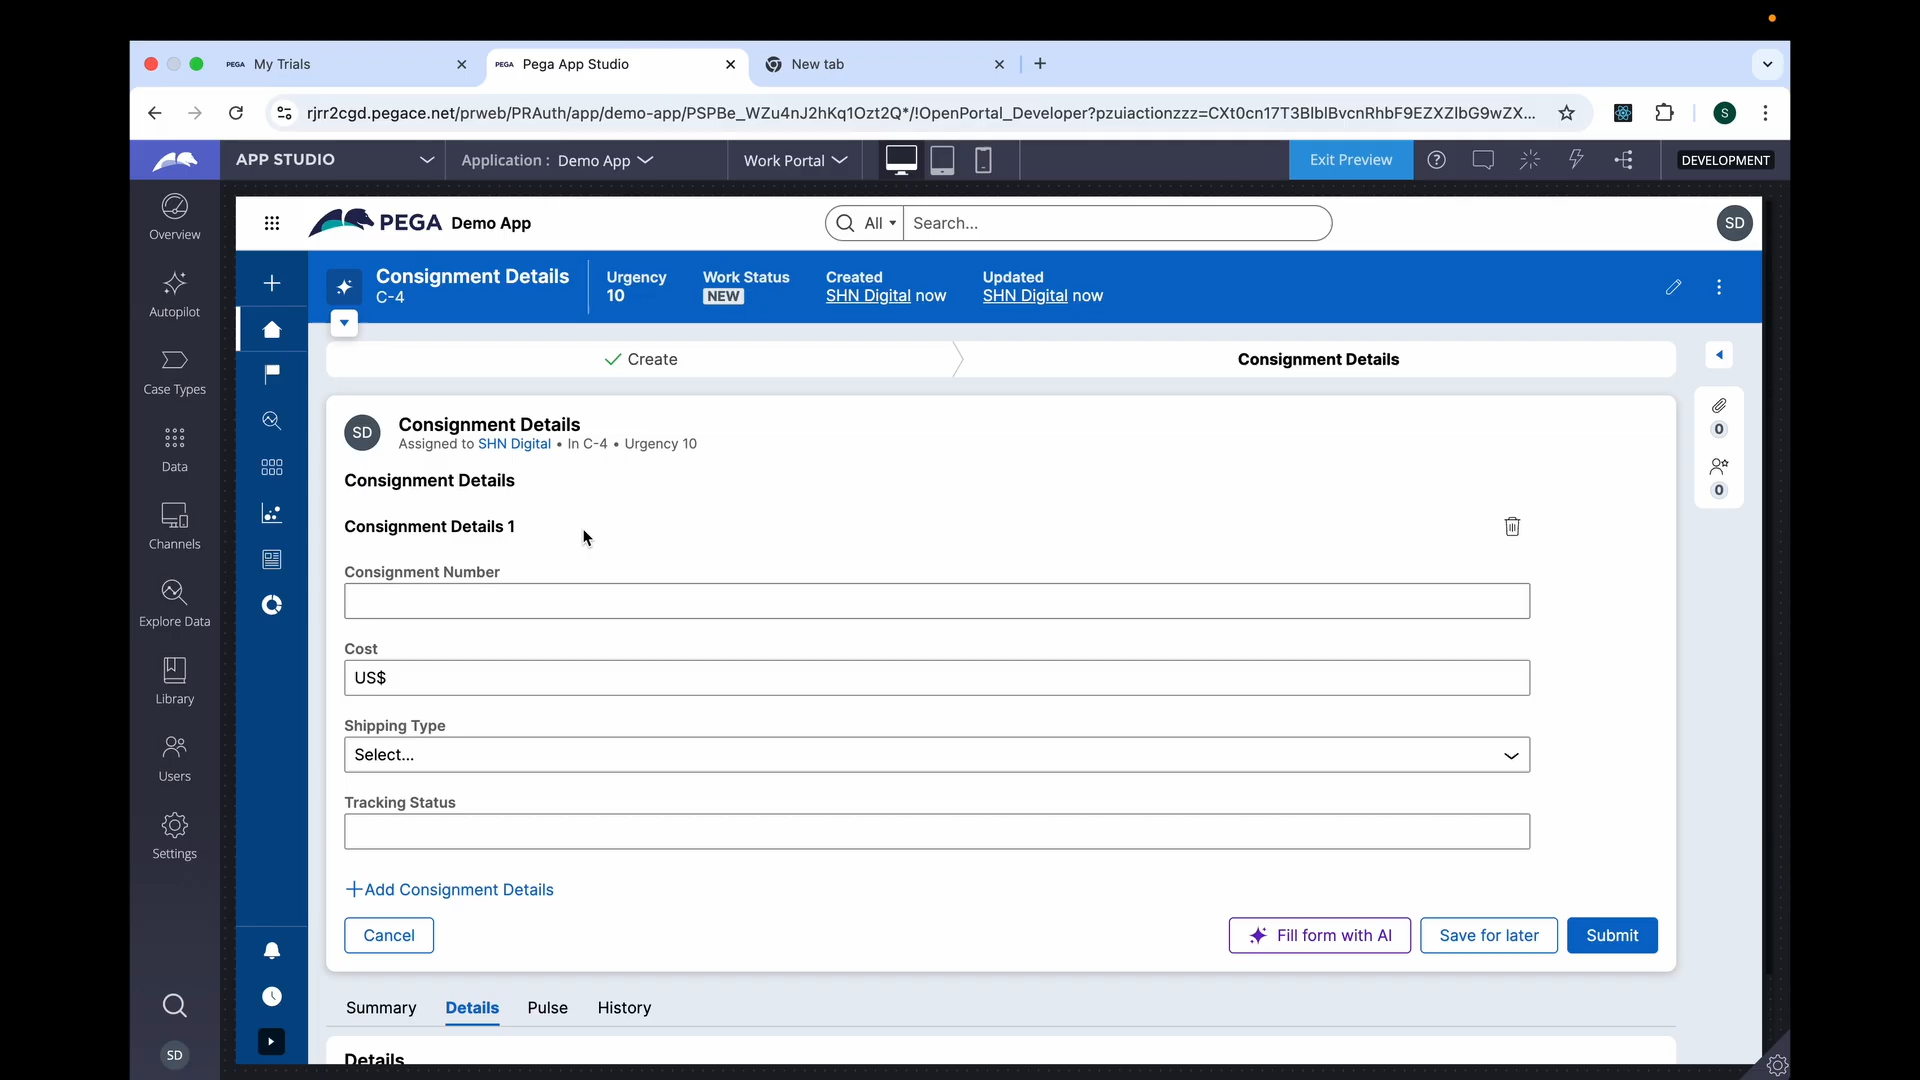 PEGA My Trials
PEGA Pega App Studio
New tab
rjrr2cgd.pegace.net/prweb/PRAuth/app/demo-app/PSPBe_WZu4nJ2hKq1Ozt2Q*/!OpenPortal_Developer?pzuiactionzzz=CXt0cn17T3BlblBvcnRhbF9EZXZlbG9wZX...
S
APP STUDIO
Application : Demo App
Work Portal
Exit Preview
DEVELOPMENT
Overview
Autopilot
Case Types
Data
Channels
Explore Data
Library
Users
Settings
SD
PEGA Demo App
All
Search...
SD
Consignment Details
C-4
Urgency
10
Work Status
NEW
Created
SHN Digital now
Updated
SHN Digital now
Create
Consignment Details
SD
Consignment Details
Assigned to SHN Digital • In C-4 • Urgency 10
0
0
Consignment Details
Consignment Details 1
Consignment Number
Cost
US$
Shipping Type
Select...
Tracking Status
Add Consignment Details
Cancel
Fill form with AI
Save for later
Submit
Summary
Details
Pulse
History
Details